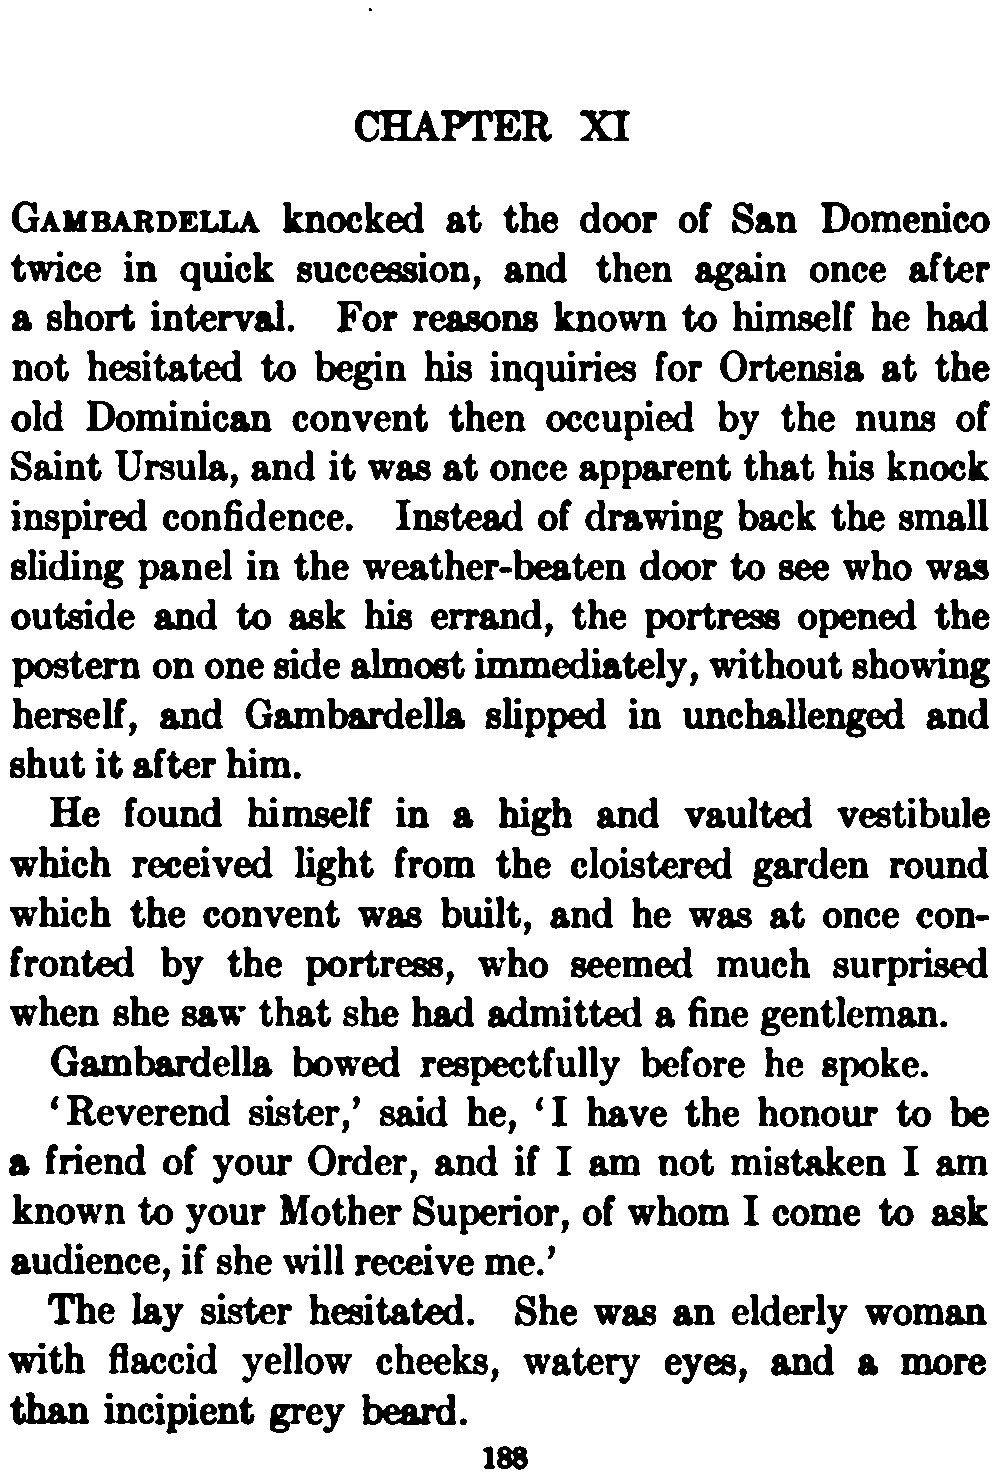 CHAPTER XI
GAMBARDELLA knocked at the door of San Domenico
twice in quick succession, and then again once after
a short interval. For reasons known to himself he had
not hesitated to begin his inquiries for Ortensia at the
old Dominican convent then occupied by the nuns of
Saint Ursula, and it was at once apparent that his knock
inspired confidence. Instead of drawing back the small
sliding panel in the weather-beaten door to see who was
outside and to ask his errand, the portress opened the
postern on one side almost immediately, without showing
herself, and Gambardella slipped in unchallenged and
shut it after him.
He found himself in a high and vaulted vestibule
which received light from the cloistered garden round
which the convent was built, and he was at once con-
fronted by the portress, who seemed much surprised
when she saw that she had admitted a fine gentleman.
Gambardella bowed respectfully before he spoke.
‘Reverend sister,’ said he, ‘I have the honour to be
a friend of your Order, and if I am not mistaken I am
known to your Mother Superior, of whom I come to ask
audience, if she will receive me.’
The lay sister hesitated. She was an elderly woman
with flaccid yellow cheeks, watery eyes, and a more
than incipient grey beard.
188